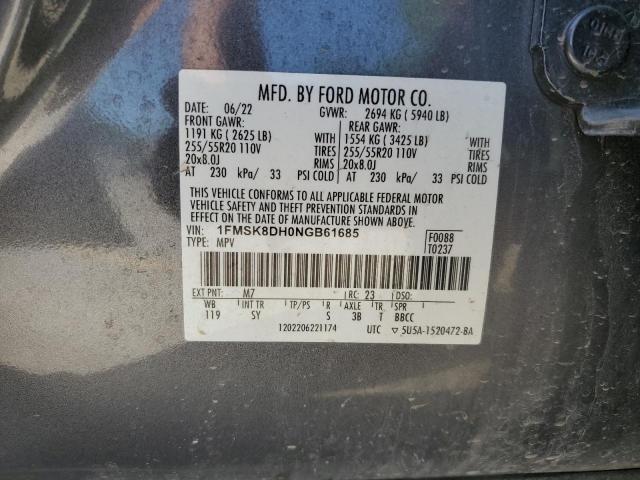 MFD. BY FORD MOTOR CO.
DATE: 06/22 GVWR: 2694 KG ( 5940 LB)
FRONT GAWR: REAR GAWR:
1191 KG ( 2625 LB) WITH 1554 KG ( 3425 LB) WITH
255/55R20 110V TIRES 255/55R20 110V TIRES
20x8.0J RIMS 20x8.0J RIMS
AT 230 kPa/ 33 PSI COLD AT 230 kPa/ 33 PSI COLD
THIS VEHICLE CONFORMS TO ALL APPLICABLE FEDERAL MOTOR
VEHICLE SAFETY AND THEFT PREVENTION STANDARDS IN
EFFECT ON THE DATE OF MANUFACTURE SHOWN ABOVE.
VIN: 1FMSK8DH0NGB61685 F0088
TYPE: MPV T0237
EXT PNT: M7 RC: 23 DSO:
WB INT TR TP/PS R AXLE TR SPR
119 SY S 3B T BBCC
1202206221174 UTC ▽ 5U5A-1520472-BA